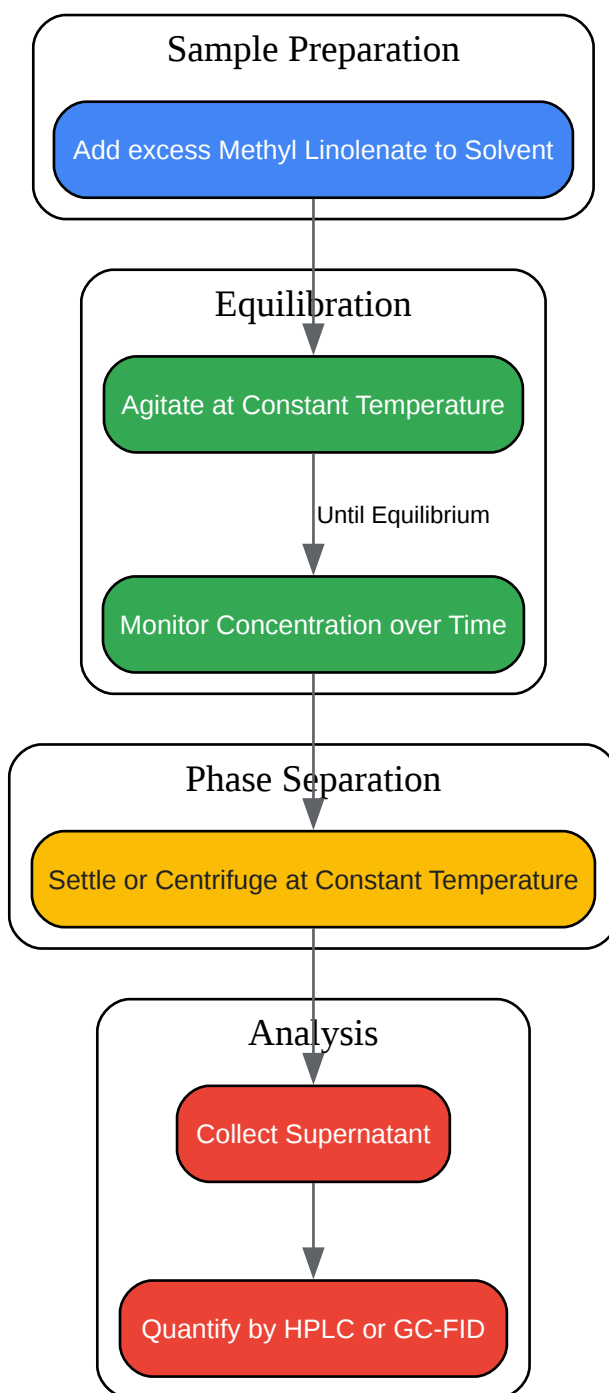 Sample Preparation
Add excess Methyl Linolenate to Solvent
Equilibration
Agitate at Constant Temperature
Until Equilibrium
Monitor Concentration over Time
Phase Separation
Settle or Centrifuge at Constant Temperature
Analysis
Collect Supernatant
Quantify by HPLC or GC-FID